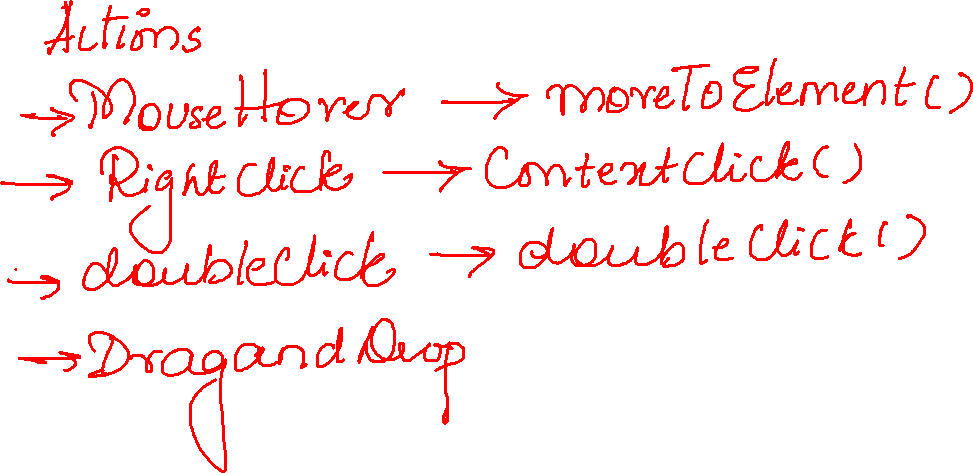 Actions
→ MouseHover → moveToElement()
→ Right click → ContextClick()
→ doubleclick → doubleClick()
→ DragandDrop